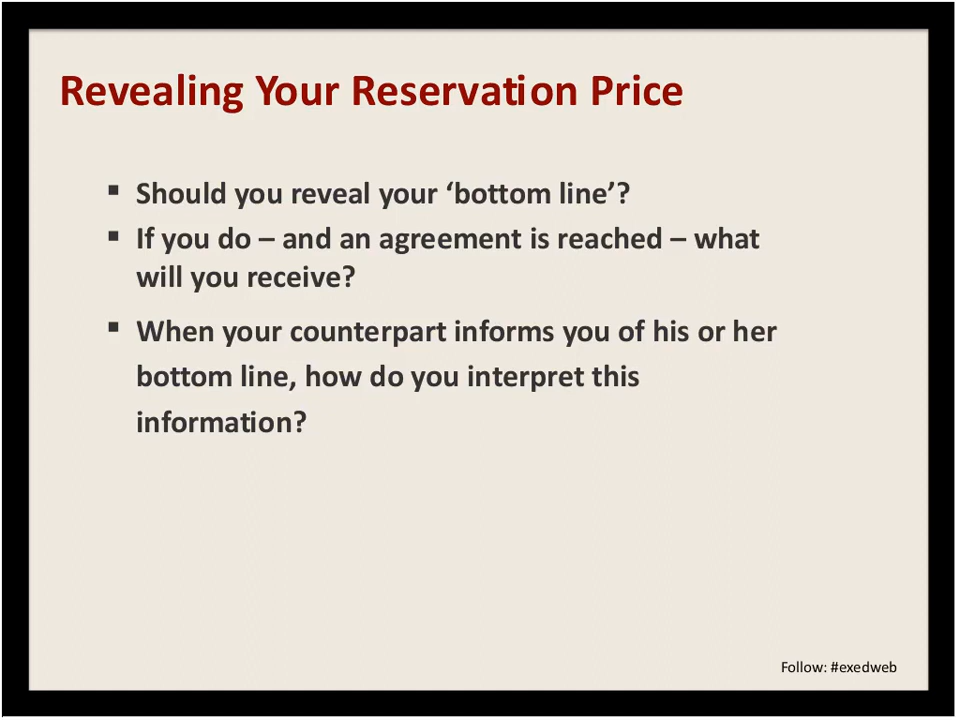 Revealing Your Reservation Price
▪ Should you reveal your ‘bottom line’?
▪ If you do – and an agreement is reached – what
will you receive?
▪ When your counterpart informs you of his or her
bottom line, how do you interpret this
information?
Follow: #exedweb